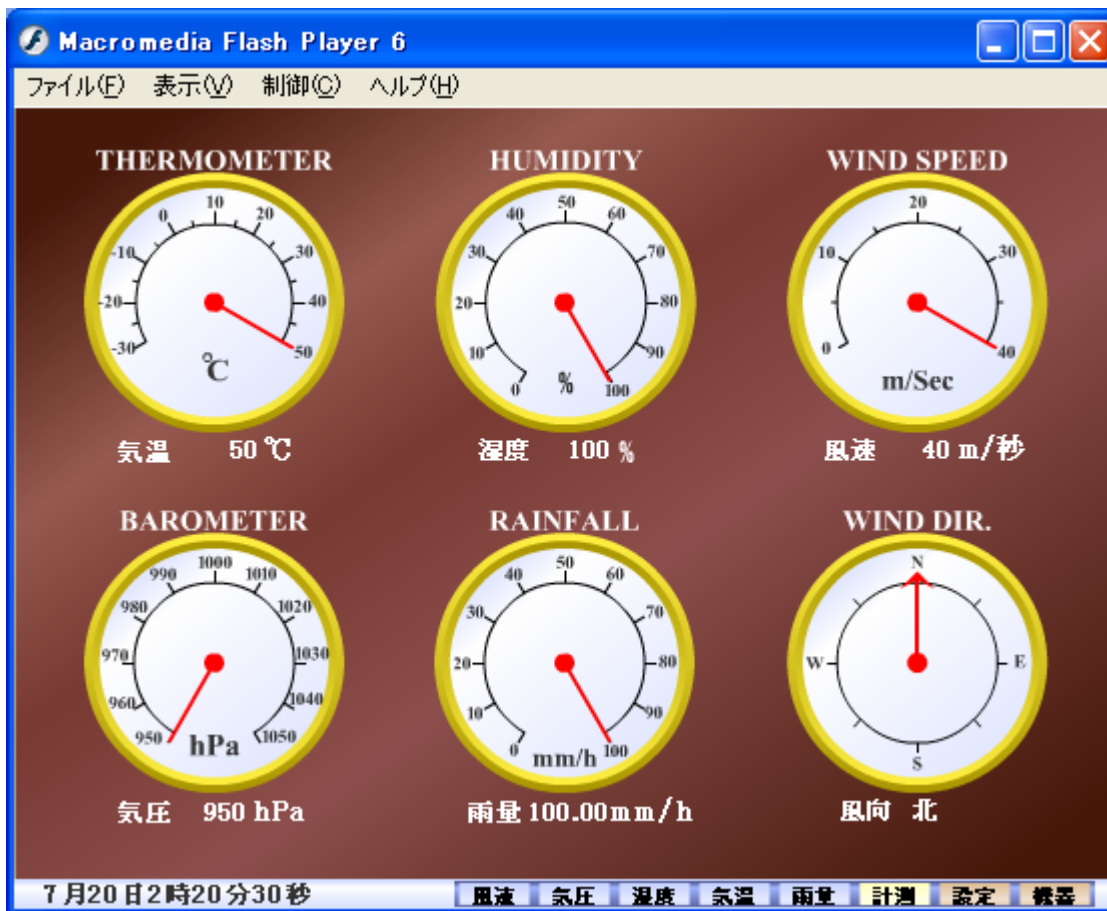 Macromedia Flash Player 6
ファイル(F) 表示(V) 制御(C) ヘルプ(H)
THERMOMETER
-30 -20 -10 0 10 20 30 40 50
℃
気温 50℃
HUMIDITY
0 10 20 30 40 50 60 70 80 90 100
%
湿度 100 %
WIND SPEED
0 10 20 30 40
m/Sec
風速 40 m/秒
BAROMETER
950 960 970 980 990 1000 1010 1020 1030 1040 1050
hPa
気圧 950 hPa
RAINFALL
0 10 20 30 40 50 60 70 80 90 100
mm/h
雨量 100.00mm/h
WIND DIR.
N
W E
S
風向 北
7月20日2時20分30秒
風速 気圧 湿度 気温 雨量 計測 設定 機器